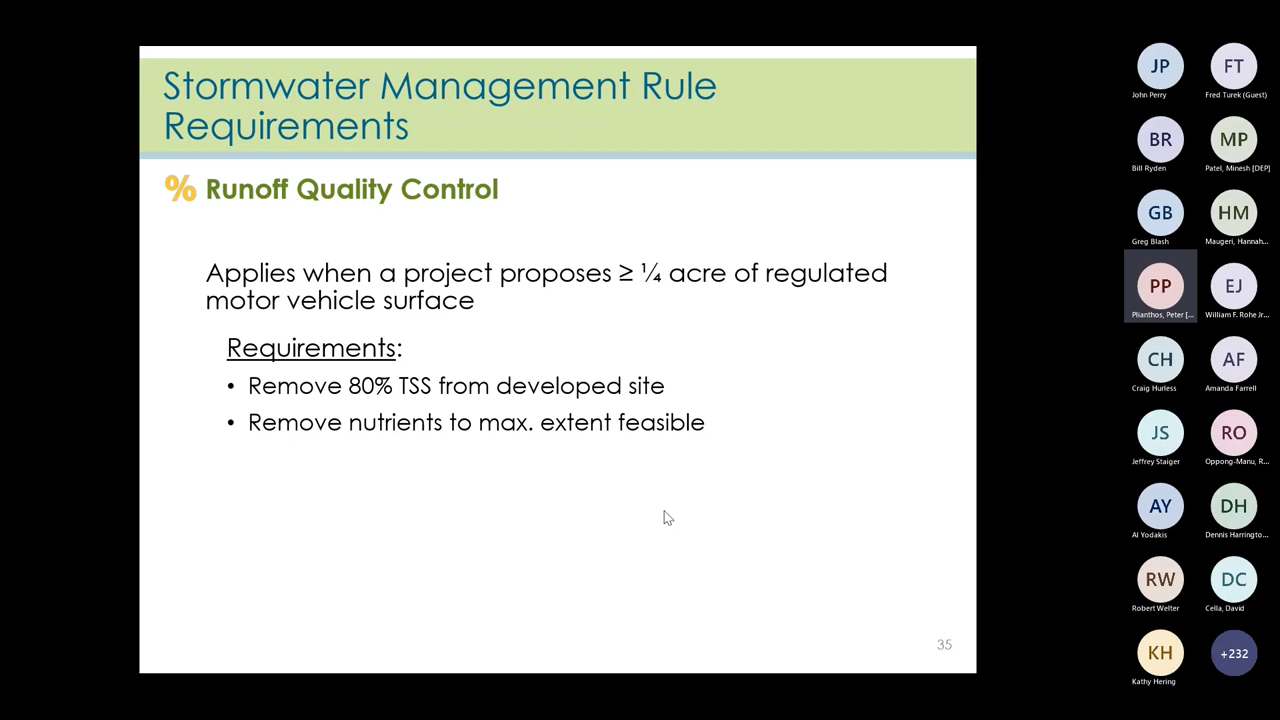 Stormwater Management Rule
Requirements
% Runoff Quality Control
Applies when a project proposes ≥ ¼ acre of regulated
motor vehicle surface
Requirements:
• Remove 80% TSS from developed site
• Remove nutrients to max. extent feasible
35
JP
John Perry
FT
Fred Turek (Guest)
BR
Bill Ryden
MP
Patel, Minesh [DEP]
GB
Greg Blash
HM
Maugeri, Hannah...
PP
Plianthos, Peter [...
EJ
William F. Rohe Jr...
CH
Craig Hurless
AF
Amanda Farrell
JS
Jeffrey Staiger
RO
Oppong-Manu, R...
AY
Al Yodakis
DH
Dennis Harringto...
RW
Robert Welter
DC
Cella, David
KH
Kathy Hering
+232